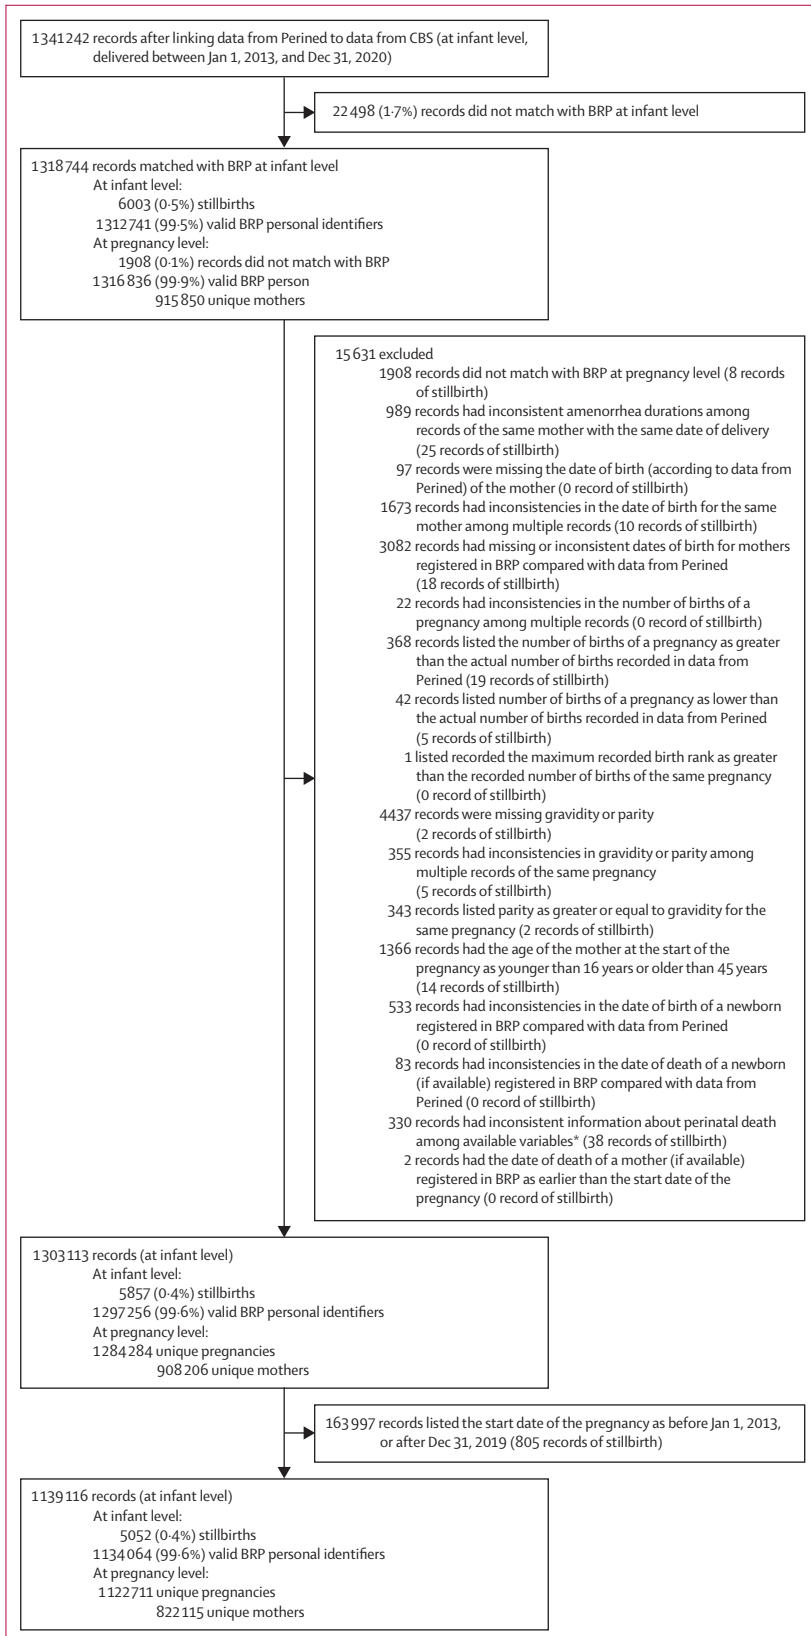 1341242 records after linking data from Perined to data from CBS (at infant level,
delivered between Jan 1, 2013, and Dec 31, 2020)
22 498 (1·7%) records did not match with BRP at infant level
1318744 records matched with BRP at infant level
At infant level:
6003 (0·5%) stillbirths
1312741 (99·5%) valid BRP personal identifiers
At pregnancy level:
1908 (0·1%) records did not match with BRP
1316836 (99·9%) valid BRP person
915850 unique mothers
15631 excluded
1908 records did not match with BRP at pregnancy level (8 records
of stillbirth)
989 records had inconsistent amenorrhea durations among
records of the same mother with the same date of delivery
(25 records of stillbirth)
97 records were missing the date of birth (according to data from
Perined) of the mother (0 record of stillbirth)
1673 records had inconsistencies in the date of birth for the same
mother among multiple records (10 records of stillbirth)
3082 records had missing or inconsistent dates of birth for mothers
registered in BRP compared with data from Perined
(18 records of stillbirth)
22 records had inconsistencies in the number of births of a
pregnancy among multiple records (0 record of stillbirth)
368 records listed the number of births of a pregnancy as greater
than the actual number of births recorded in data from
Perined (19 records of stillbirth)
42 records listed number of births of a pregnancy as lower than
the actual number of births recorded in data from Perined
(5 records of stillbirth)
1 listed recorded the maximum recorded birth rank as greater
than the recorded number of births of the same pregnancy
(0 record of stillbirth)
4437 records were missing gravidity or parity
(2 records of stillbirth)
355 records had inconsistencies in gravidity or parity among
multiple records of the same pregnancy
(5 records of stillbirth)
343 records listed parity as greater or equal to gravidity for the
same pregnancy (2 records of stillbirth)
1366 records had the age of the mother at the start of the
pregnancy as younger than 16 years or older than 45 years
(14 records of stillbirth)
533 records had inconsistencies in the date of birth of a newborn
registered in BRP compared with data from Perined
(0 record of stillbirth)
83 records had inconsistencies in the date of death of a newborn
(if available) registered in BRP compared with data from
Perined (0 record of stillbirth)
330 records had inconsistent information about perinatal death
among available variables* (38 records of stillbirth)
2 records had the date of death of a mother (if available)
registered in BRP as earlier than the start date of the
pregnancy (0 record of stillbirth)
1303113 records (at infant level)
At infant level:
5857 (0·4%) stillbirths
1297256 (99·6%) valid BRP personal identifiers
At pregnancy level:
1284284 unique pregnancies
908206 unique mothers
163997 records listed the start date of the pregnancy as before Jan 1, 2013,
or after Dec 31, 2019 (805 records of stillbirth)
1139116 records (at infant level)
At infant level:
5052 (0·4%) stillbirths
1134064 (99·6%) valid BRP personal identifiers
At pregnancy level:
1122711 unique pregnancies
822115 unique mothers